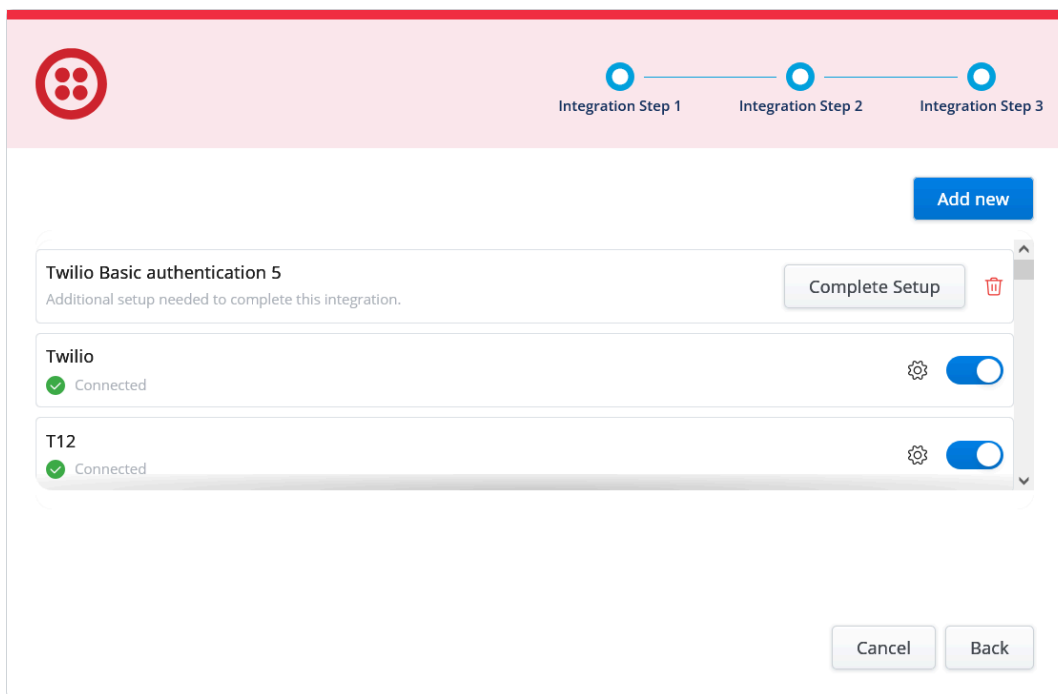 Integration Step 1
Integration Step 2
Integration Step 3
Add new
Twilio Basic authentication 5
Additional setup needed to complete this integration.
Complete Setup
Twilio
Connected
T12
Connected
Cancel
Back